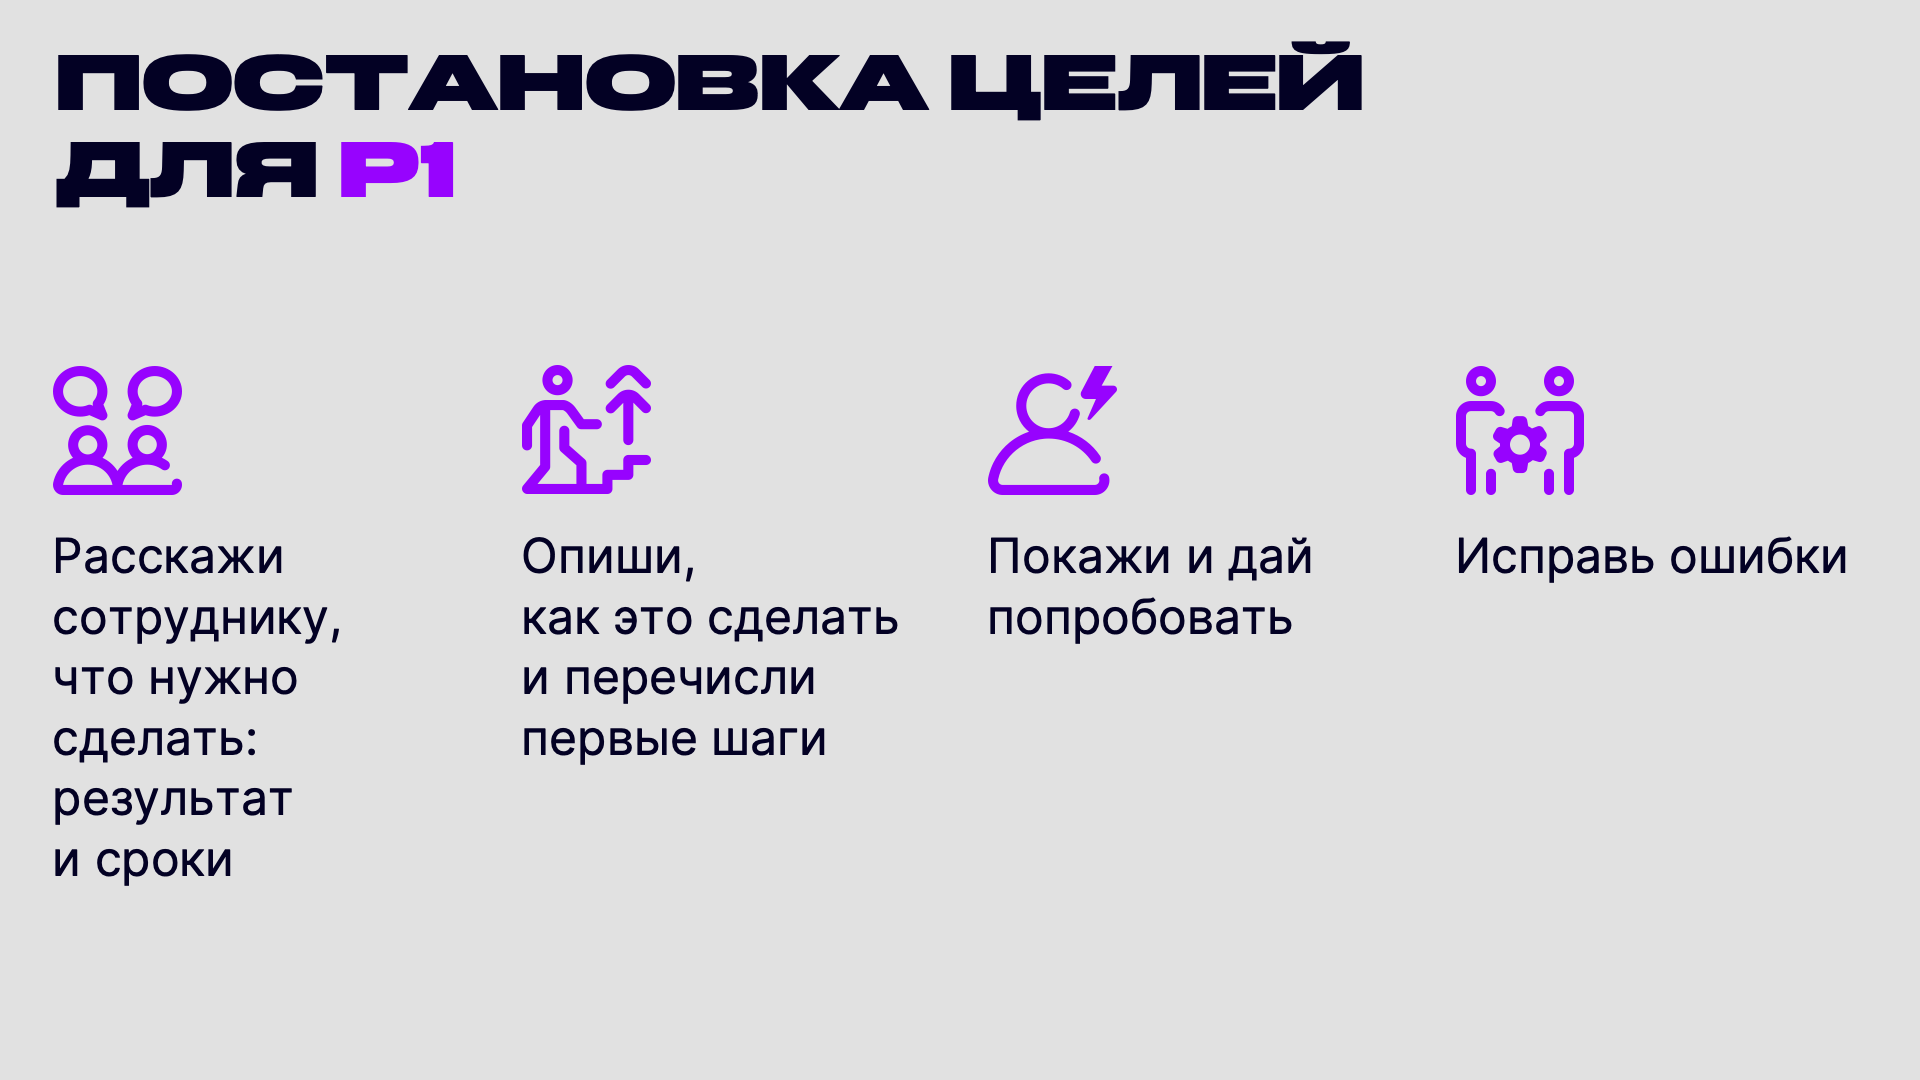 ПОСТАНОВКА ЦЕЛЕЙ
ДЛЯ P1
Расскажи
сотруднику,
что нужно
сделать:
результат
и сроки
Опиши,
как это сделать
и перечисли
первые шаги
Покажи и дай
попробовать
Исправь ошибки